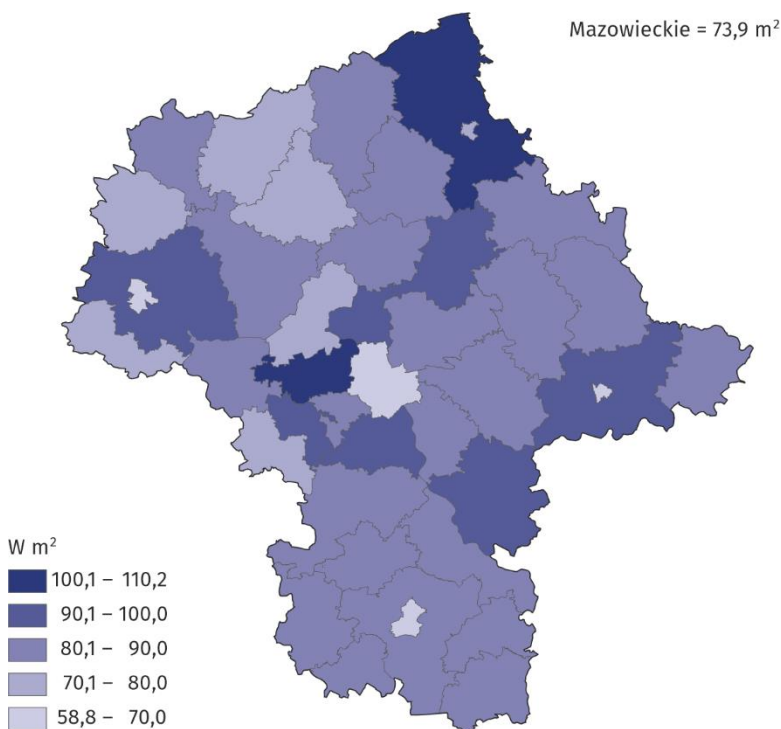 Mazowieckie = 73,9 m²
W m²
100,1 – 110,2
90,1 – 100,0
80,1 – 90,0
70,1 – 80,0
58,8 – 70,0